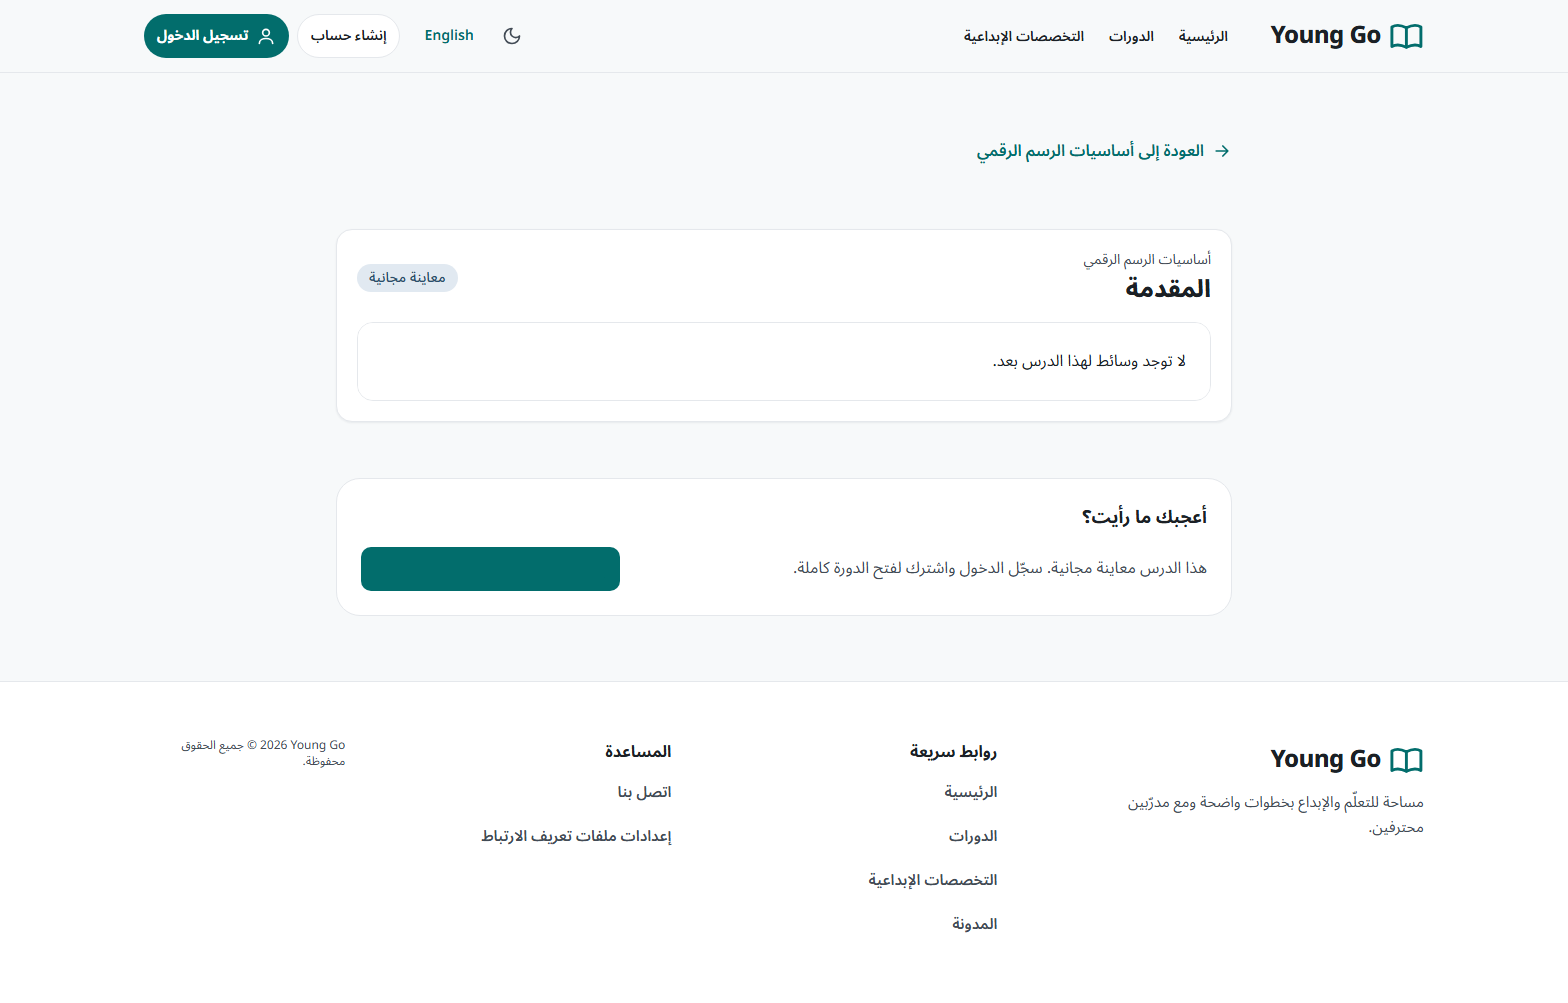 Young Go
الرئيسية
الدورات
التخصصات الإبداعية
English
إنشاء حساب
تسجيل الدخول
العودة إلى أساسيات الرسم الرقمي
أساسيات الرسم الرقمي
المقدمة
معاينة مجانية
لا توجد وسائط لهذا الدرس بعد.
أعجبك ما رأيت؟
هذا الدرس معاينة مجانية. سجّل الدخول واشترك لفتح الدورة كاملة.
Young Go
مساحة للتعلّم والإبداع بخطوات واضحة ومع مدرّبين
محترفين.
روابط سريعة
الرئيسية
الدورات
التخصصات الإبداعية
المدونة
المساعدة
اتصل بنا
إعدادات ملفات تعريف الارتباط
Young Go 2026 © جميع الحقوق
محفوظة.